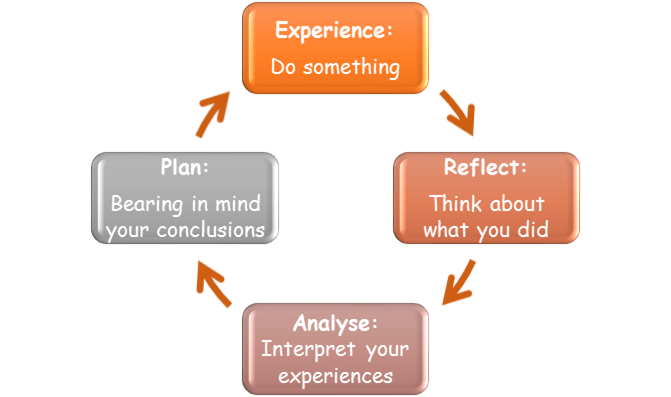 Experience:
Do something
Reflect:
Think about
what you did
Analyse:
Interpret your
experiences
Plan:
Bearing in mind
your conclusions